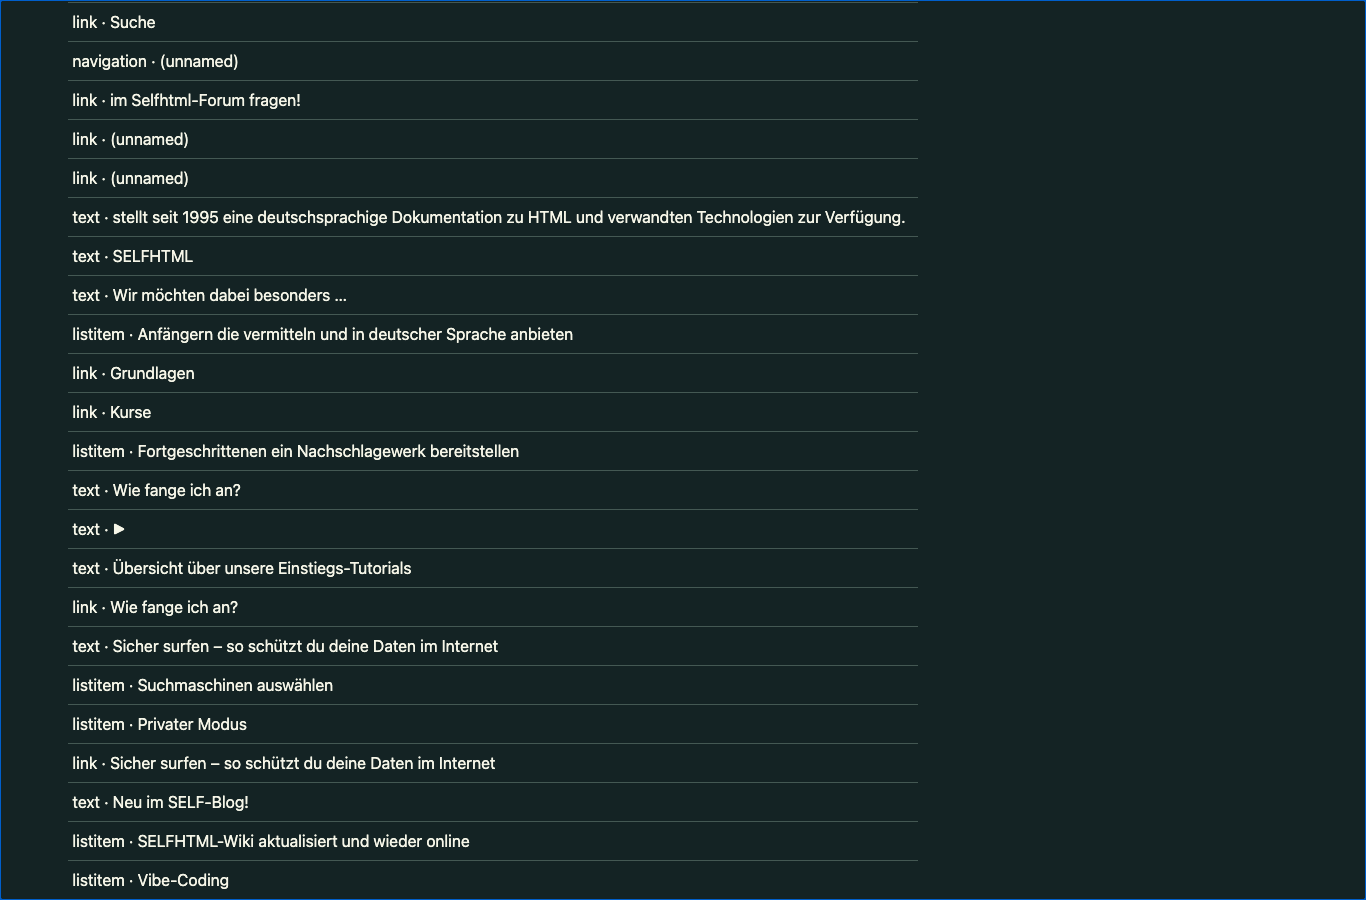 link · Suche
navigation · (unnamed)
link · im Selfhtml-Forum fragen!
link · (unnamed)
link · (unnamed)
text · stellt seit 1995 eine deutschsprachige Dokumentation zu HTML und verwandten Technologien zur Verfügung.
text · SELFHTML
text · Wir möchten dabei besonders ...
listitem · Anfängern die vermitteln und in deutscher Sprache anbieten
link · Grundlagen
link · Kurse
listitem · Fortgeschrittenen ein Nachschlagewerk bereitstellen
text · Wie fange ich an?
text · ▶
text · Übersicht über unsere Einstiegs-Tutorials
link · Wie fange ich an?
text · Sicher surfen – so schützt du deine Daten im Internet
listitem · Suchmaschinen auswählen
listitem · Privater Modus
link · Sicher surfen – so schützt du deine Daten im Internet
text · Neu im SELF-Blog!
listitem · SELFHTML-Wiki aktualisiert und wieder online
listitem · Vibe-Coding